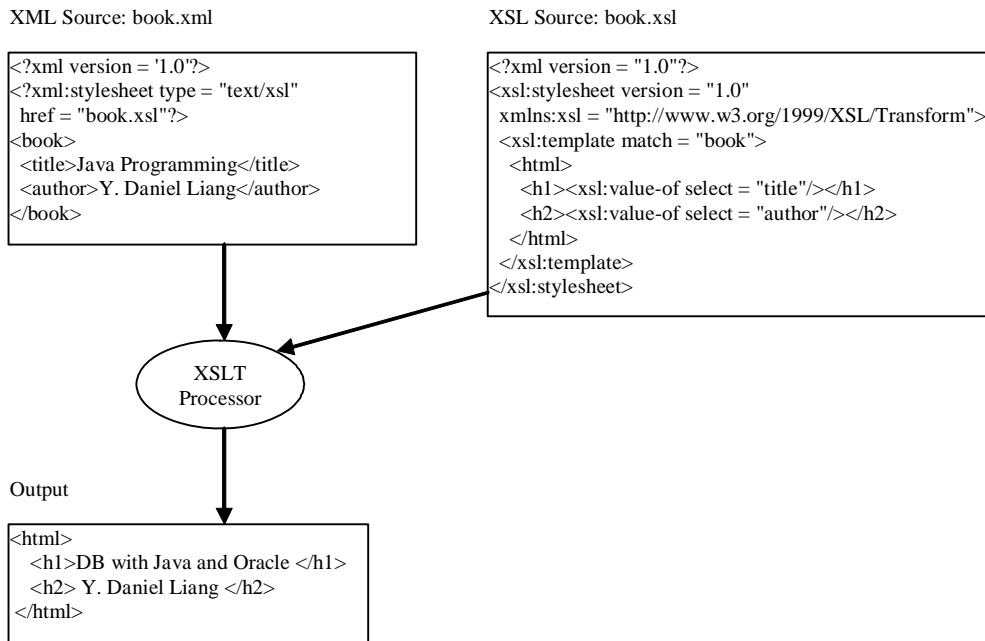 XML Source: book.xml
<?xml version = '1.0'?>
<?xml:stylesheet type = "text/xsl"
href = "book.xsl"?>
<book>
<title>Java Programming</title>
<author>Y. Daniel Liang</author>
</book>
XSL Source: book.xsl
<?xml version = "1.0"?>
<xsl:stylesheet version = "1.0"
xmlns:xsl = "http://www.w3.org/1999/XSL/Transform">
<xsl:template match = "book">
<html>
<h1><xsl:value-of select = "title"/></h1>
<h2><xsl:value-of select = "author"/></h2>
</html>
</xsl:template>
</xsl:stylesheet>
XSLT
Processor
Output
<html>
<h1>DB with Java and Oracle </h1>
<h2> Y. Daniel Liang </h2>
</html>